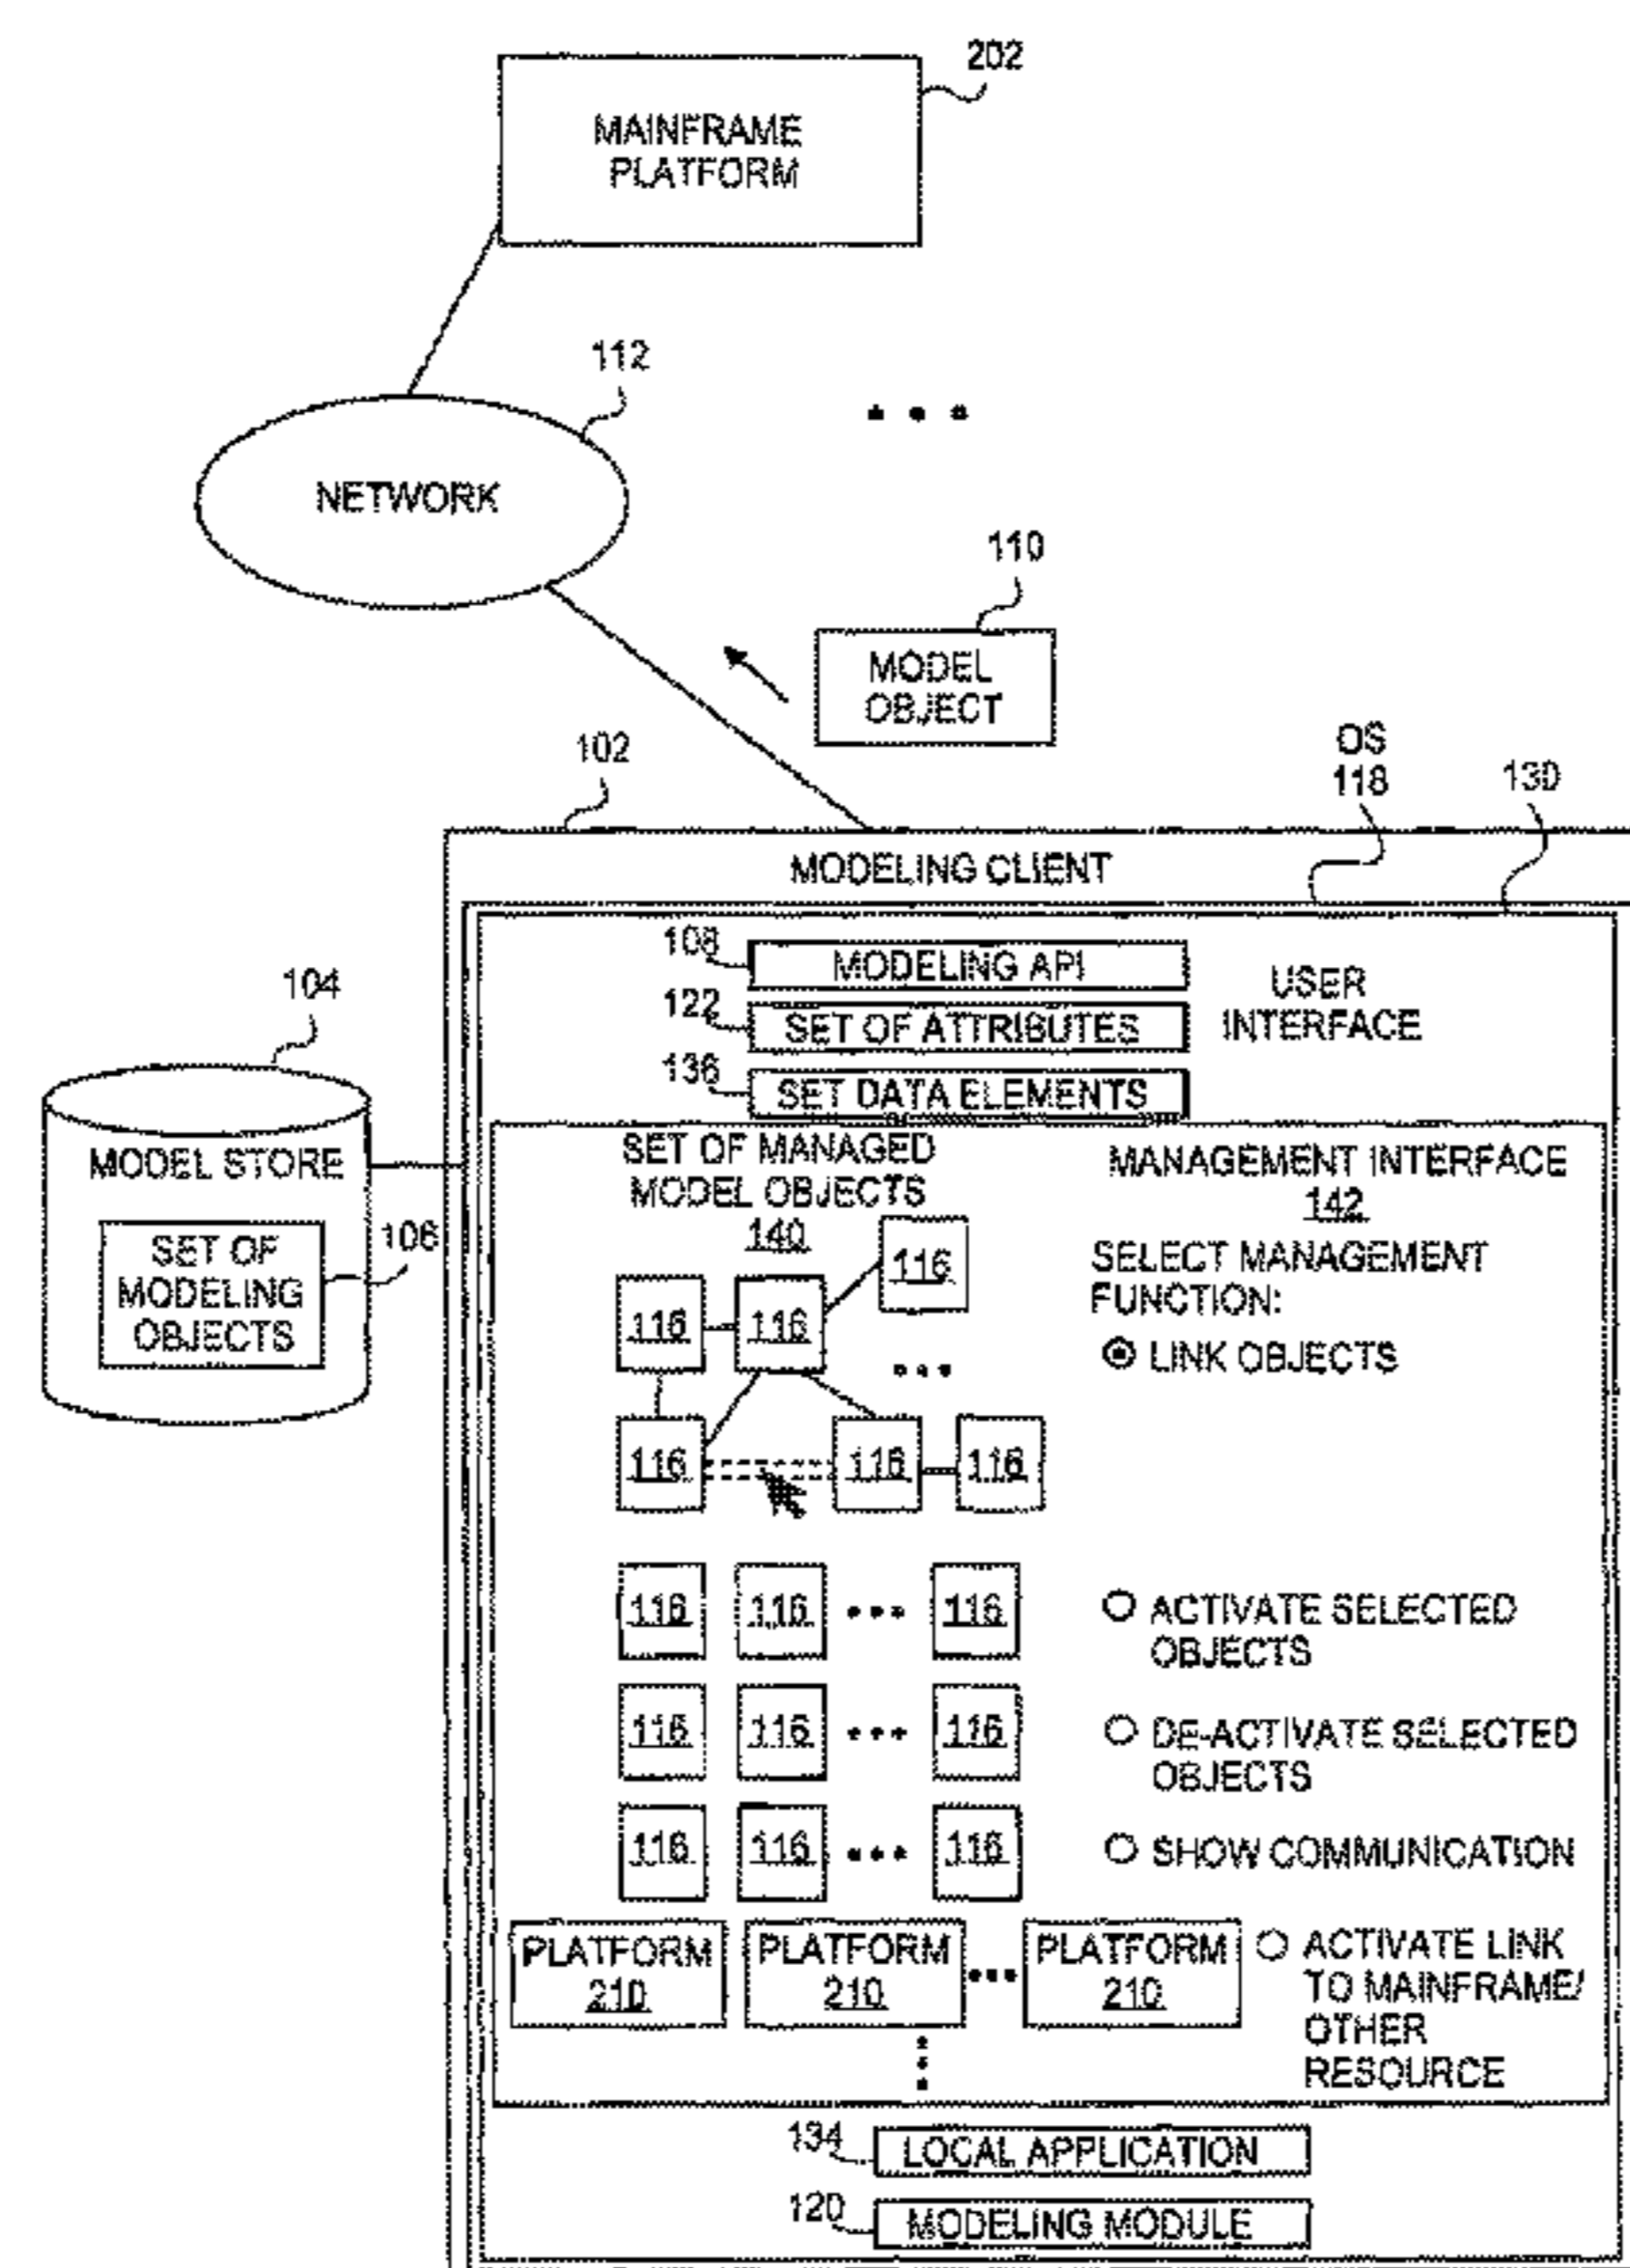 202
MAINFRAME
PLATFORM
112
NETWORK
110
MODEL
OBJECT
102
OS
118
130
MODELING CLIENT
108
MODELING API
122
SET OF ATTRIBUTES
136
SET DATA ELEMENTS
USER
INTERFACE
104
MODEL STORE
SET OF
MODELING
OBJECTS
106
SET OF MANAGED
MODEL OBJECTS
140
MANAGEMENT INTERFACE
142
SELECT MANAGEMENT
FUNCTION:
LINK OBJECTS
116
116 116
116 116 116
116 116 ••• 116
ACTIVATE SELECTED
OBJECTS
116 116 ••• 116
DE-ACTIVATE SELECTED
OBJECTS
116 116 ••• 116
SHOW COMMUNICATION
PLATFORM
210
PLATFORM
210
PLATFORM
210
ACTIVATE LINK
TO MAINFRAME/
OTHER
RESOURCE
134
LOCAL APPLICATION
120
MODELING MODULE